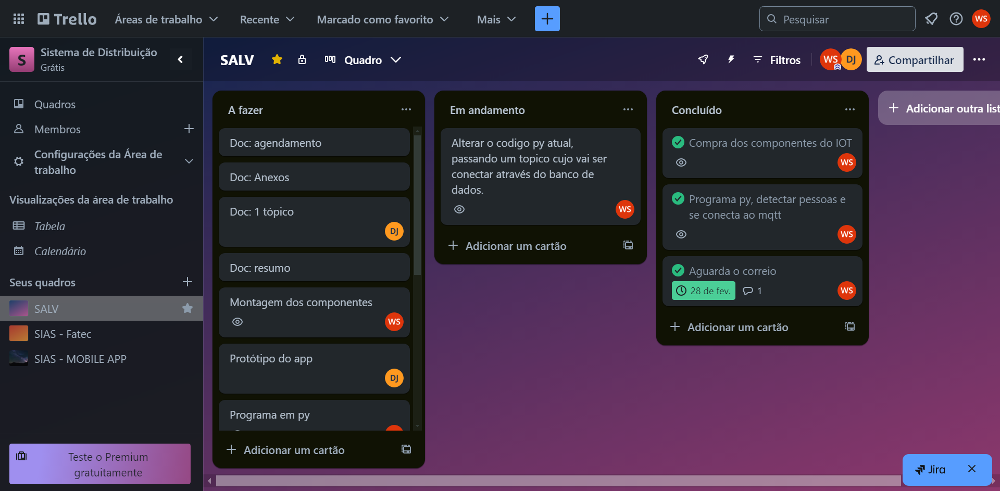 Trello
Áreas de trabalho
Recente
Marcado como favorito
Mais
Pesquisar
WS
S
Sistema de Distribuição
Grátis
Quadros
Membros
Configurações da Área de
trabalho
Visualizações da área de trabalho
Tabela
Calendário
Seus quadros
SALV
SIAS - Fatec
SIAS - MOBILE APP
Teste o Premium
gratuitamente
SALV
Quadro
Filtros
WS
DJ
Compartilhar
A fazer
Doc: agendamento
Doc: Anexos
Doc: 1 tópico
DJ
Doc: resumo
Montagem dos componentes
WS
Protótipo do app
DJ
Programa em py
Adicionar um cartão
Em andamento
Alterar o codigo py atual,
passando um topico cujo vai ser
conectar através do banco de
dados.
WS
Adicionar um cartão
Concluído
Compra dos componentes do IOT
WS
Programa py, detectar pessoas e
se conecta ao mqtt
WS
Aguarda o correio
28 de fev.
1
WS
Adicionar um cartão
Adicionar outra list
Jira